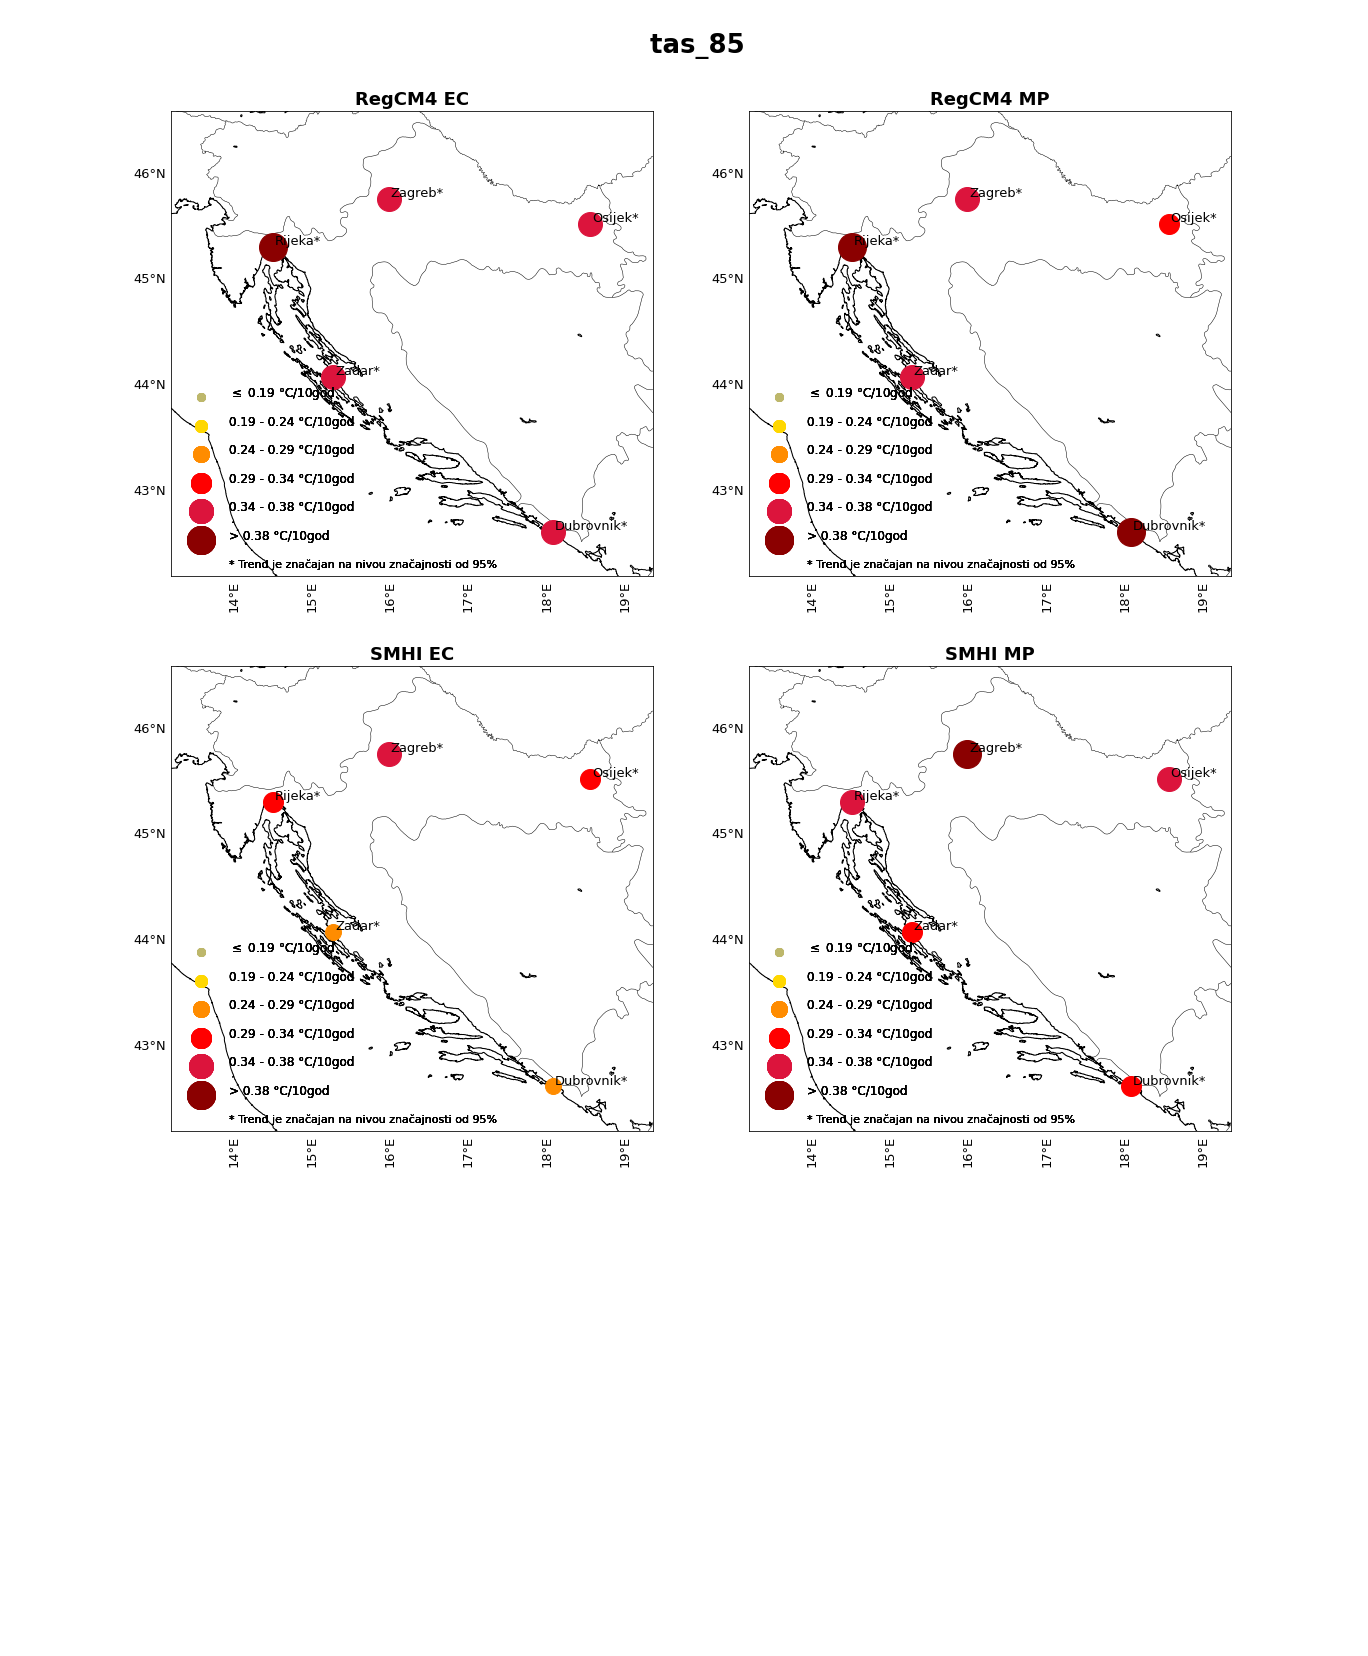 tas_85
RegCM4 EC
46°N
45°N
44°N
43°N
Zagreb*
Osijek*
Rijeka*
Zadar*
Dubrovnik*
≤ 0.19 °C/10god
0.19 - 0.24 °C/10god
0.24 - 0.29 °C/10god
0.29 - 0.34 °C/10god
0.34 - 0.38 °C/10god
> 0.38 °C/10god
* Trend je značajan na nivou značajnosti od 95%
14°E
15°E
16°E
17°E
18°E
19°E
RegCM4 MP
46°N
45°N
44°N
43°N
Zagreb*
Osijek*
Rijeka*
Zadar*
Dubrovnik*
≤ 0.19 °C/10god
0.19 - 0.24 °C/10god
0.24 - 0.29 °C/10god
0.29 - 0.34 °C/10god
0.34 - 0.38 °C/10god
> 0.38 °C/10god
* Trend je značajan na nivou značajnosti od 95%
14°E
15°E
16°E
17°E
18°E
19°E
SMHI EC
46°N
45°N
44°N
43°N
Zagreb*
Osijek*
Rijeka*
Zadar*
Dubrovnik*
≤ 0.19 °C/10god
0.19 - 0.24 °C/10god
0.24 - 0.29 °C/10god
0.29 - 0.34 °C/10god
0.34 - 0.38 °C/10god
> 0.38 °C/10god
* Trend je značajan na nivou značajnosti od 95%
14°E
15°E
16°E
17°E
18°E
19°E
SMHI MP
46°N
45°N
44°N
43°N
Zagreb*
Osijek*
Rijeka*
Zadar*
Dubrovnik*
≤ 0.19 °C/10god
0.19 - 0.24 °C/10god
0.24 - 0.29 °C/10god
0.29 - 0.34 °C/10god
0.34 - 0.38 °C/10god
> 0.38 °C/10god
* Trend je značajan na nivou značajnosti od 95%
14°E
15°E
16°E
17°E
18°E
19°E